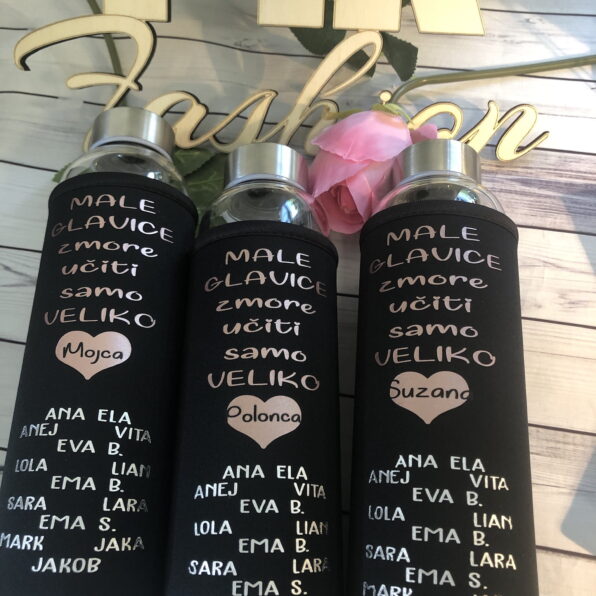 Fashion
MALE
GLAVICE
zmore
učiti
samo
VELIKO
Mojca
ANA ELA
ANEJ VITA
EVA B.
LOLA LIAN
EMA B.
SARA LARA
EMA S.
MARK JAKA
JAKOB
MALE
GLAVICE
zmore
učiti
samo
VELIKO
Polonca
ANA ELA
ANEJ VITA
EVA B.
LOLA LIAN
EMA B.
SARA LARA
EMA S.
MALE
GLAVICE
zmore
učiti
samo
VELIKO
Suzana
ANA ELA
ANEJ VITA
EVA B.
LOLA LIAN
EMA B.
SARA LARA
EMA S.
MARK